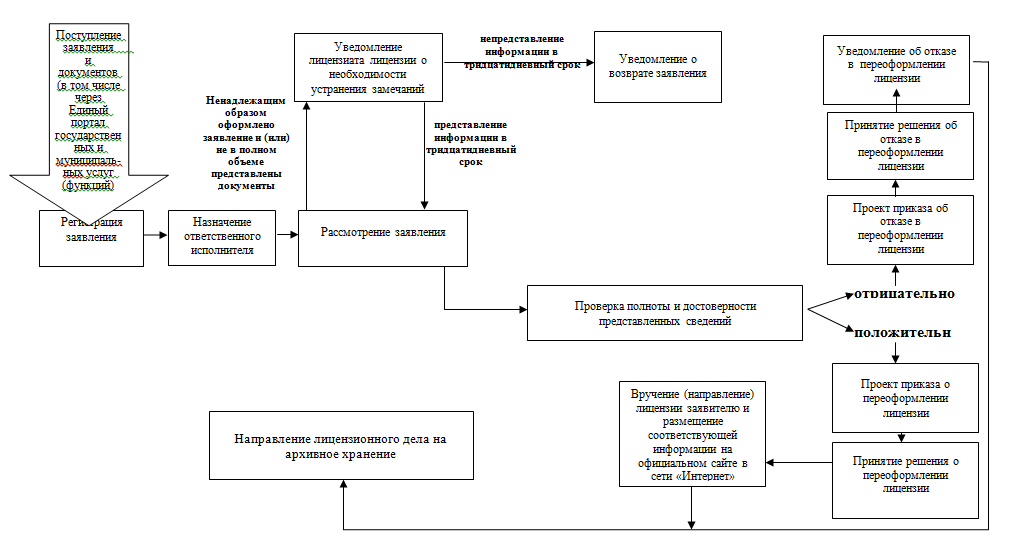 Поступление
заявления
и
документов
(в том числе
через
Единый
портал
государствен
ных и
муниципаль-
ных услуг
(функций)
Регистрация
заявления
Назначение
ответственного
исполнителя
Ненадлежащим
образом
оформлено
заявление и (или)
не в полном
объеме
представлены
документы
Уведомление
лицензиата лицензии о
необходимости
устранения замечаний
непредставление
информации в
тридцатидневный срок
Уведомление о
возврате заявления
представление
информации в
тридцатидневный
срок
Рассмотрение заявления
Проверка полноты и достоверности
представленных сведений
Уведомление об отказе
в переоформлении
лицензии
Принятие решения об
отказе в
переоформлении
лицензии
Проект приказа об
отказе в
переоформлении
лицензии
отрицательно
положительн
Проект приказа о
переоформлении
лицензии
Принятие решения о
переоформлении
лицензии
Вручение (направление)
лицензии заявителю и
размещение
соответствующей
информации на
официальном сайте в
сети «Интернет»
Направление лицензионного дела на
архивное хранение